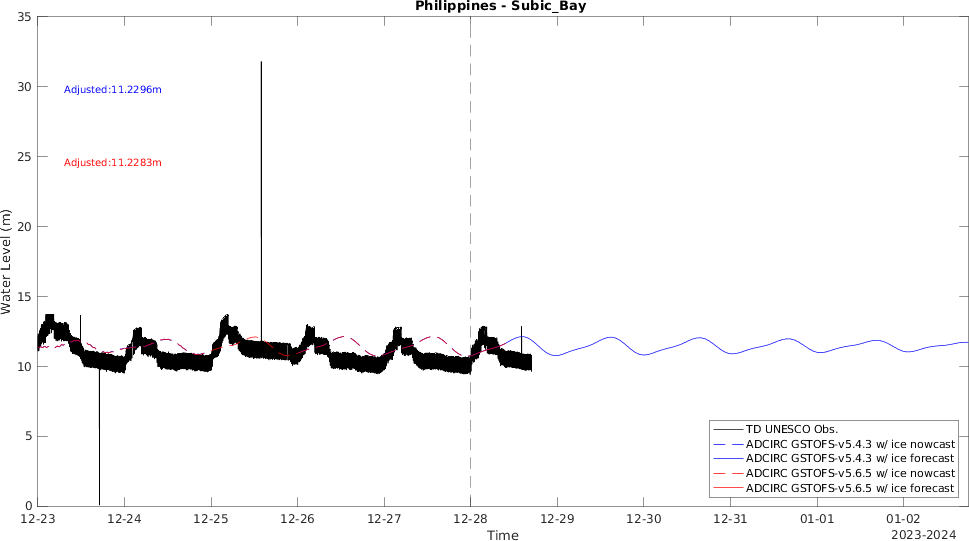 Philippines - Subic_Bay
35
30
25
20
15
10
5
0
Water Level (m)
Adjusted:11.2296m
Adjusted:11.2283m
TD UNESCO Obs.
ADCIRC GSTOFS-v5.4.3 w/ ice nowcast
ADCIRC GSTOFS-v5.4.3 w/ ice forecast
ADCIRC GSTOFS-v5.6.5 w/ ice nowcast
ADCIRC GSTOFS-v5.6.5 w/ ice forecast
12-23 12-24 12-25 12-26 12-27 12-28 12-29 12-30 12-31 01-01 01-02
Time
2023-2024